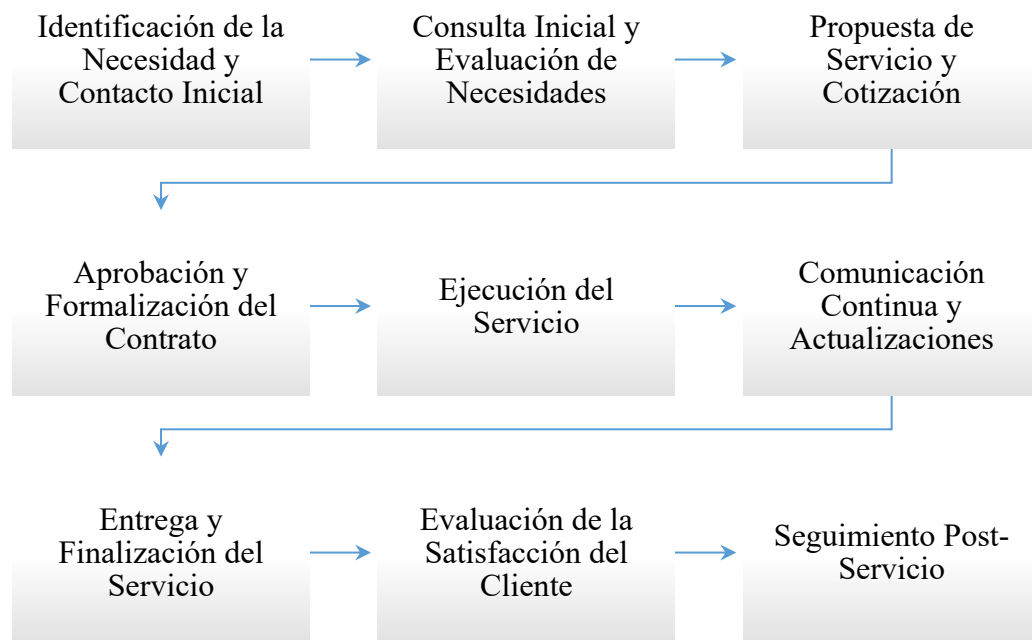 Identificación de la
Necesidad y
Contacto Inicial
Consulta Inicial y
Evaluación de
Necesidades
Propuesta de
Servicio y
Cotización
Aprobación y
Formalización del
Contrato
Ejecución del
Servicio
Comunicación
Continua y
Actualizaciones
Entrega y
Finalización del
Servicio
Evaluación de la
Satisfacción del
Cliente
Seguimiento Post-
Servicio